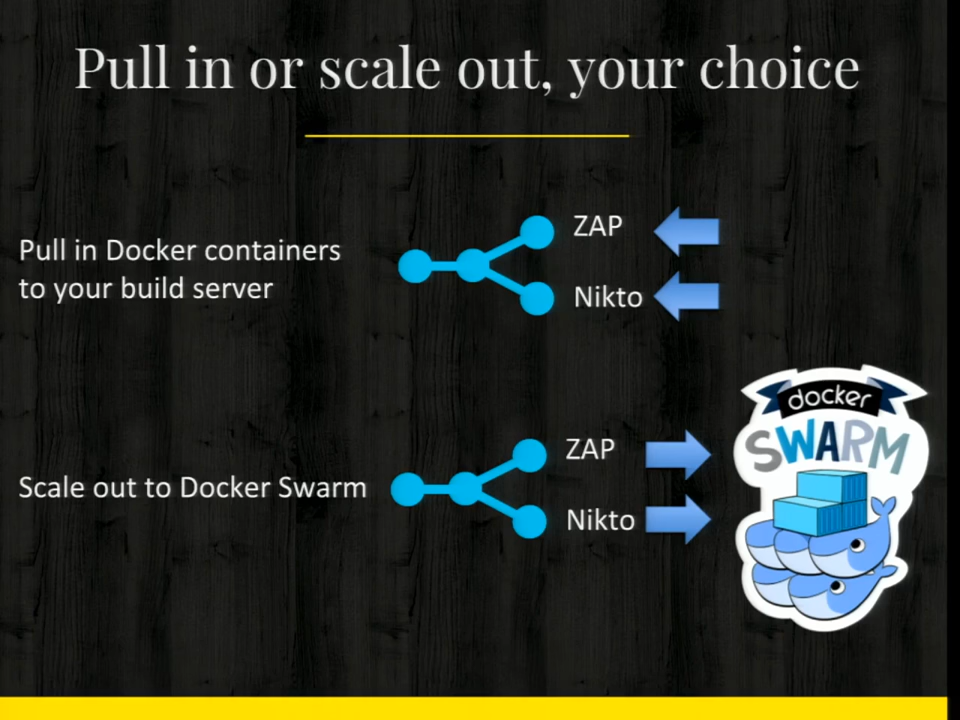 Pull in or scale out, your choice
Pull in Docker containers
to your build server
ZAP
Nikto
Scale out to Docker Swarm
ZAP
Nikto
docker
SWARM